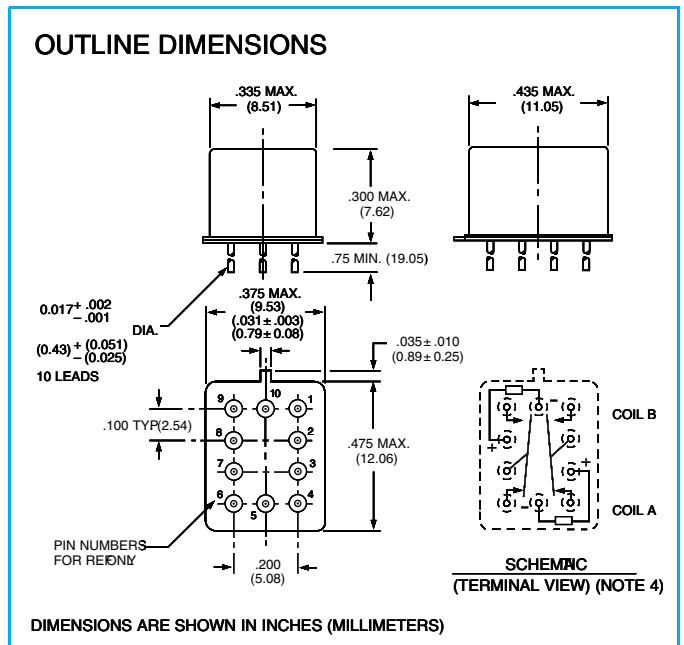 OUTLINE DIMENSIONS
.335 MAX.
(8.51)
.435 MAX.
(11.05)
.300 MAX.
(7.62)
.75 MIN. (19.05)
0.017 + .002
– .001
DIA.
(0.43) + (0.051)
– (0.025)
10 LEADS
.375 MAX.
(9.53)
(.031± .003)
(0.79± 0.08)
.035± .010
(0.89± 0.25)
9 10 1
.100 TYP(2.54)
8 2
7 3
6 5 4
.475 MAX.
(12.06)
- COIL B
+ +
- COIL A
PIN NUMBERS
FOR REF ONLY
.200
(5.08)
SCHEMATIC
(TERMINAL VIEW) (NOTE 4)
DIMENSIONS ARE SHOWN IN INCHES (MILLIMETERS)